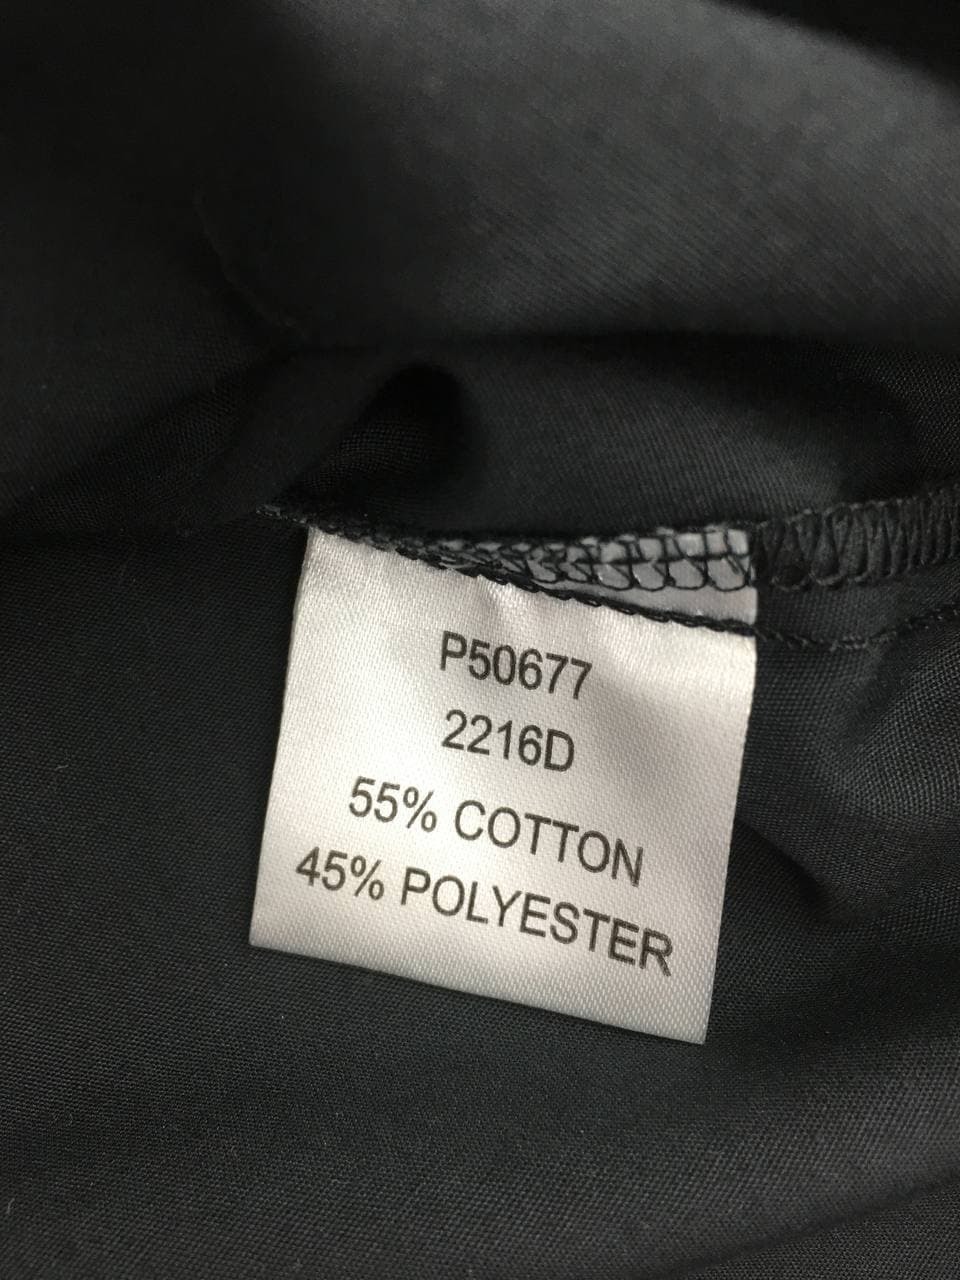 P50677
2216D
55% COTTON
45% POLYESTER